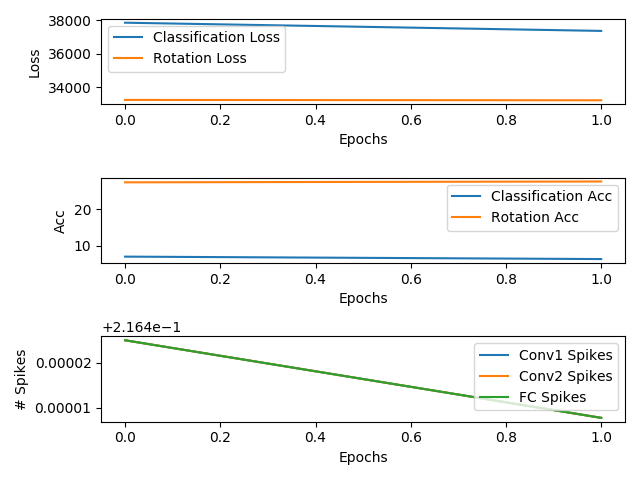 38000
34000
Loss
Classification Loss
Rotation Loss
0.0 0.2 0.4 0.6 0.8 1.0
Epochs
20
10
Acc
Classification Acc
Rotation Acc
0.0 0.2 0.4 0.6 0.8 1.0
Epochs
+2.164e−1
0.00002
0.00001
# Spikes
Conv1 Spikes
Conv2 Spikes
FC Spikes
0.0 0.2 0.4 0.6 0.8 1.0
Epochs